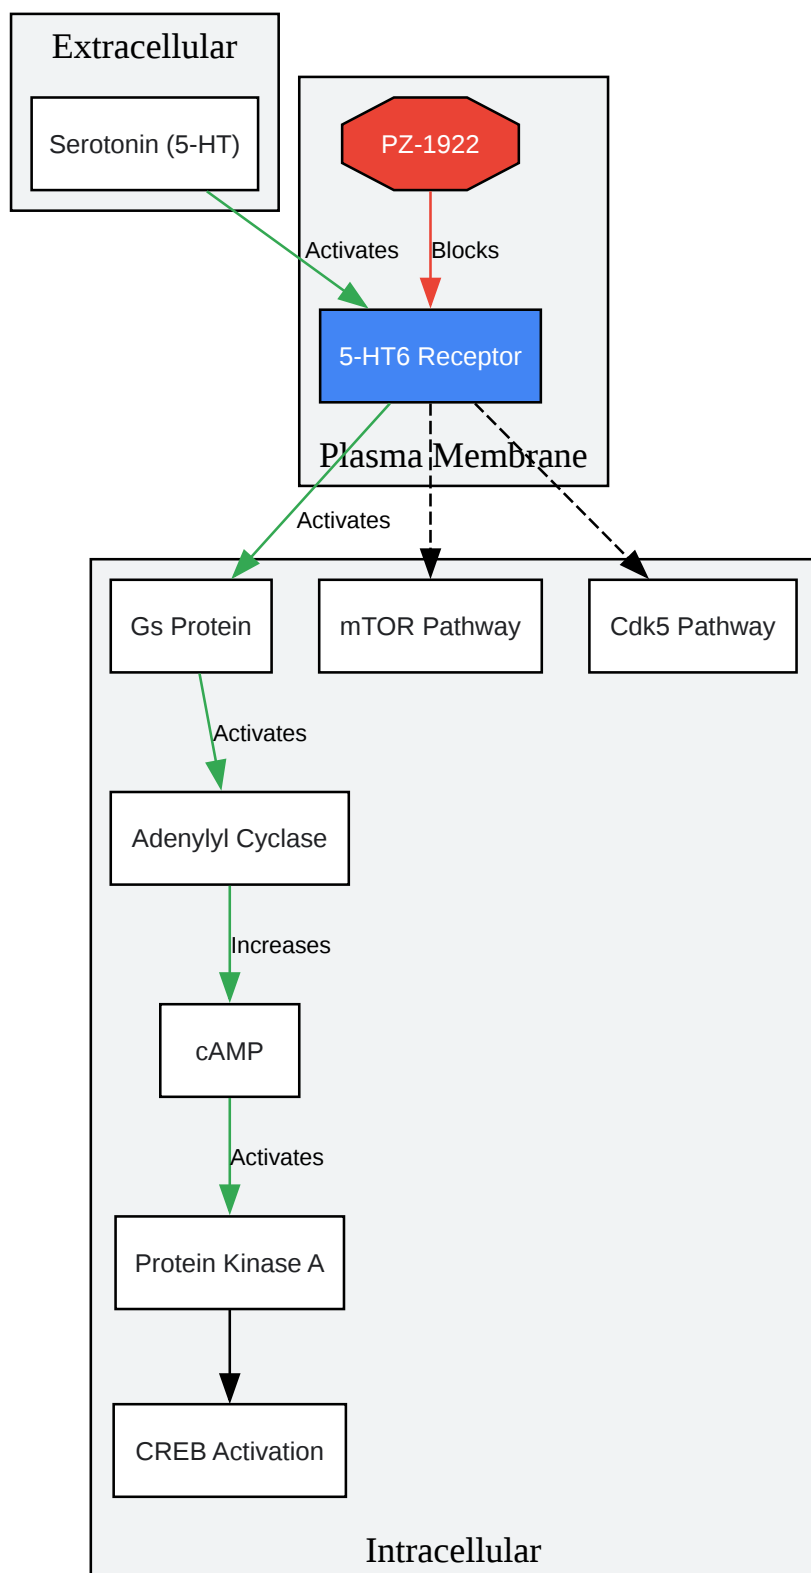 Extracellular
Serotonin (5-HT)
PZ-1922
Activates
Blocks
5-HT6 Receptor
Plasma Membrane
Activates
Gs Protein
mTOR Pathway
Cdk5 Pathway
Activates
Adenylyl Cyclase
Increases
cAMP
Activates
Protein Kinase A
CREB Activation
Intracellular